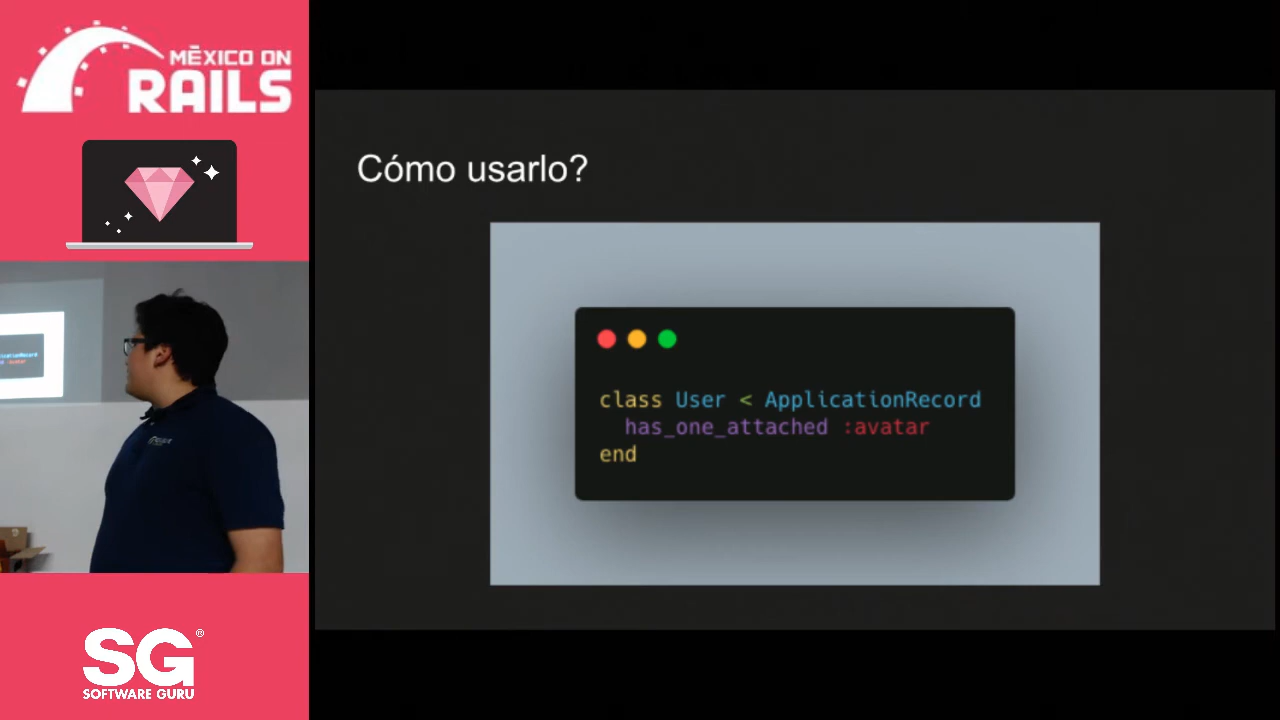 MÉXICO ON
RAILS
Cómo usarlo?
class User < ApplicationRecord
has_one_attached :avatar
end
SG®
SOFTWARE GURU